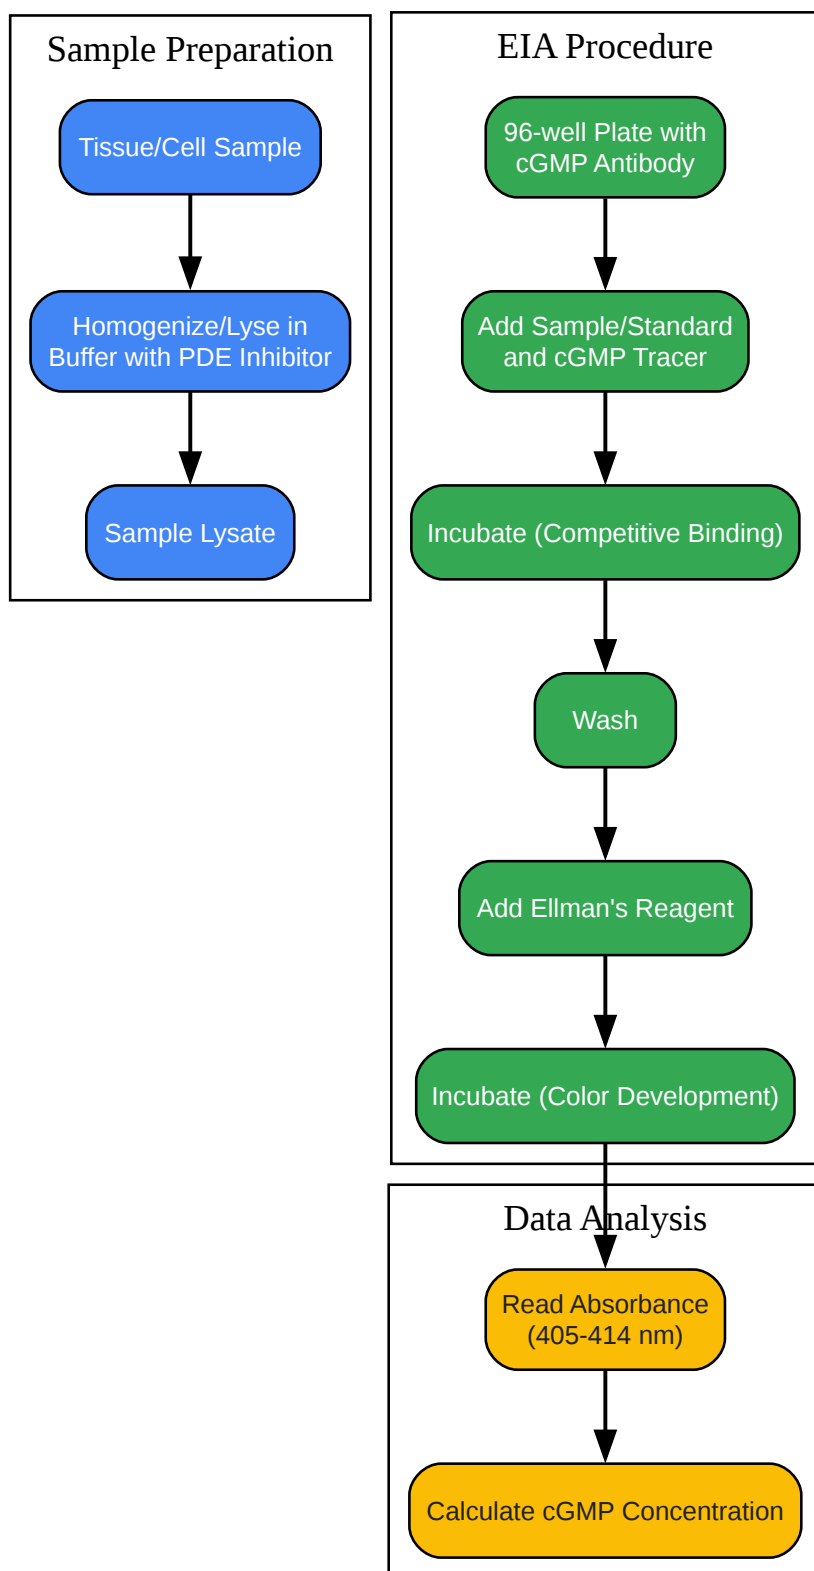 Sample Preparation
Tissue/Cell Sample
Homogenize/Lyse in
Buffer with PDE Inhibitor
Sample Lysate
EIA Procedure
96-well Plate with
cGMP Antibody
Add Sample/Standard
and cGMP Tracer
Incubate (Competitive Binding)
Wash
Add Ellman's Reagent
Incubate (Color Development)
Data Analysis
Read Absorbance
(405-414 nm)
Calculate cGMP Concentration